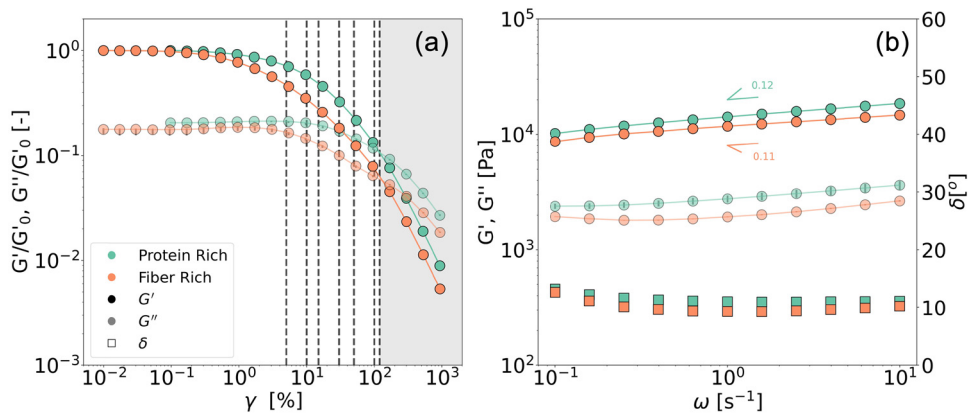 (a)
10⁰
10⁻¹
10⁻²
10⁻³
G'/G'₀, G''/G'₀ [-]
Protein Rich
Fiber Rich
G'
G''
δ
10⁻² 10⁻¹ 10⁰ 10¹ 10² 10³
γ [%]
(b)
10⁵
10⁴
10³
10²
G', G'' [Pa]
0.12
0.11
60
50
40
30
20
10
0
δ[°]
10⁻¹ 10⁰ 10¹
ω [s⁻¹]